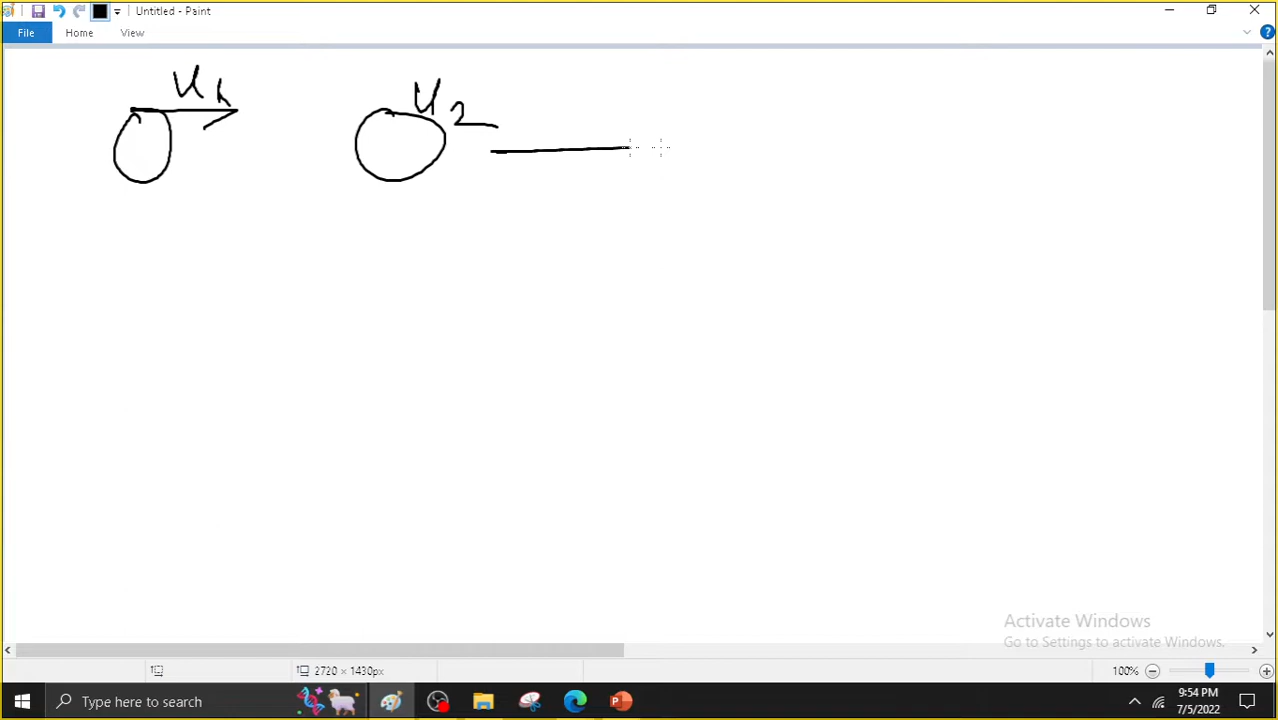 Untitled - Paint
File Home View
u₁
u₂
Activate Windows
Go to Settings to activate Windows.
2720 × 1430px
100%
Type here to search
9:54 PM
7/5/2022